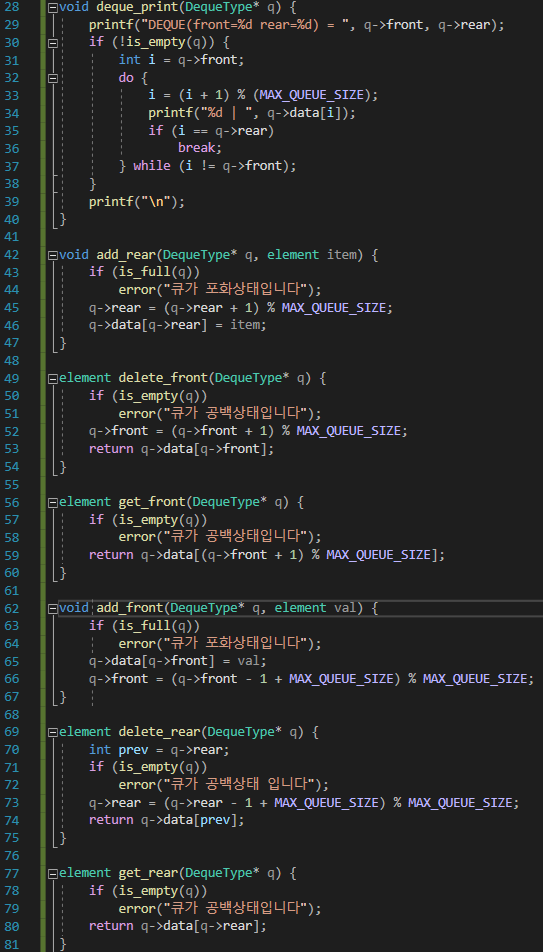 28 void deque_print(DequeType* q) {
29 printf("DEQUE(front=%d rear=%d) = ", q->front, q->rear);
30 if (!is_empty(q)) {
31 int i = q->front;
32 do {
33 i = (i + 1) % (MAX_QUEUE_SIZE);
34 printf("%d | ", q->data[i]);
35 if (i == q->rear)
36 break;
37 } while (i != q->front);
38 }
39 printf("\n");
40 }
41
42 void add_rear(DequeType* q, element item) {
43 if (is_full(q))
44 error("큐가 포화상태입니다");
45 q->rear = (q->rear + 1) % MAX_QUEUE_SIZE;
46 q->data[q->rear] = item;
47 }
48
49 element delete_front(DequeType* q) {
50 if (is_empty(q))
51 error("큐가 공백상태입니다");
52 q->front = (q->front + 1) % MAX_QUEUE_SIZE;
53 return q->data[q->front];
54 }
55
56 element get_front(DequeType* q) {
57 if (is_empty(q))
58 error("큐가 공백상태입니다");
59 return q->data[(q->front + 1) % MAX_QUEUE_SIZE];
60 }
61
62 void add_front(DequeType* q, element val) {
63 if (is_full(q))
64 error("큐가 포화상태입니다");
65 q->data[q->front] = val;
66 q->front = (q->front - 1 + MAX_QUEUE_SIZE) % MAX_QUEUE_SIZE;
67 }
68
69 element delete_rear(DequeType* q) {
70 int prev = q->rear;
71 if (is_empty(q))
72 error("큐가 공백상태 입니다");
73 q->rear = (q->rear - 1 + MAX_QUEUE_SIZE) % MAX_QUEUE_SIZE;
74 return q->data[prev];
75 }
76
77 element get_rear(DequeType* q) {
78 if (is_empty(q))
79 error("큐가 공백상태입니다");
80 return q->data[q->rear];
81 }